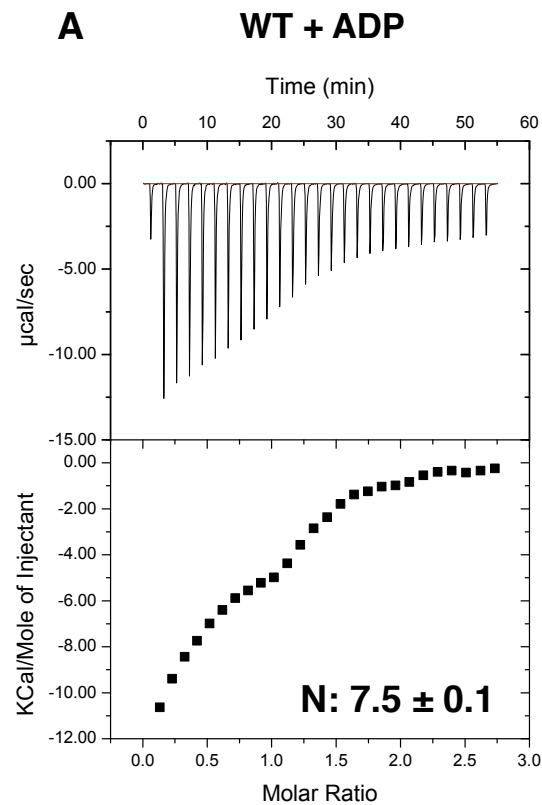 A WT + ADP
Time (min)
0 10 20 30 40 50 60
0.00
-5.00
-10.00
-15.00
µcal/sec
0.00
-2.00
-4.00
-6.00
-8.00
-10.00
-12.00
KCal/Mole of Injectant
N: 7.5 ± 0.1
0.0 0.5 1.0 1.5 2.0 2.5 3.0
Molar Ratio